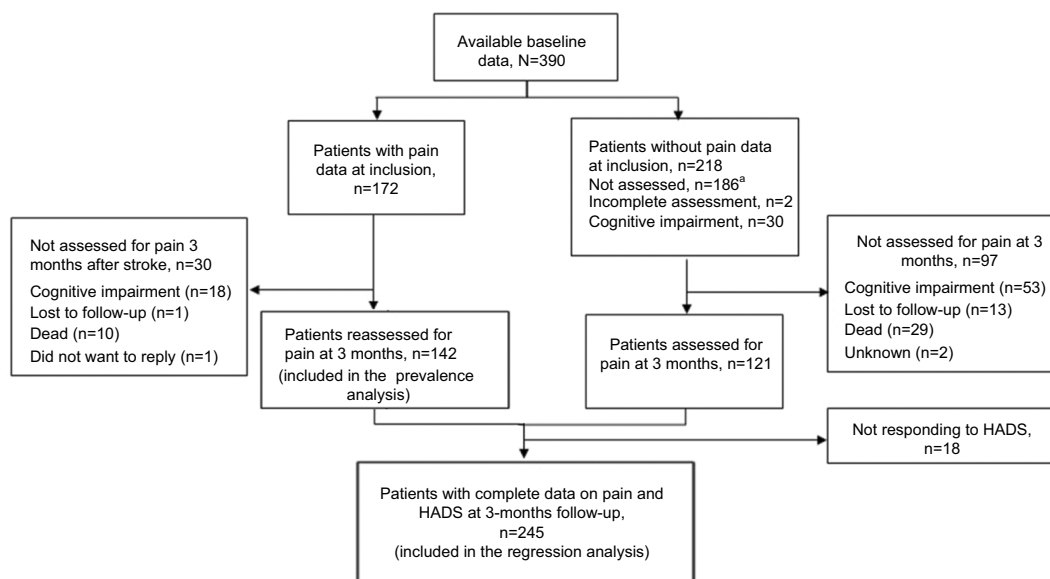 Available baseline
data, N=390
Patients with pain
data at inclusion,
n=172
Patients without pain data
at inclusion, n=218
Not assessed, n=186a
Incomplete assessment, n=2
Cognitive impairment, n=30
Not assessed for pain 3
months after stroke, n=30
Cognitive impairment (n=18)
Lost to follow-up (n=1)
Dead (n=10)
Did not want to reply (n=1)
Not assessed for pain at 3
months, n=97
Cognitive impairment (n=53)
Lost to follow-up (n=13)
Dead (n=29)
Unknown (n=2)
Patients reassessed for
pain at 3 months, n=142
(included in the prevalence
analysis)
Patients assessed for
pain at 3 months, n=121
Not responding to HADS,
n=18
Patients with complete data on pain and
HADS at 3-months follow-up,
n=245
(included in the regression analysis)